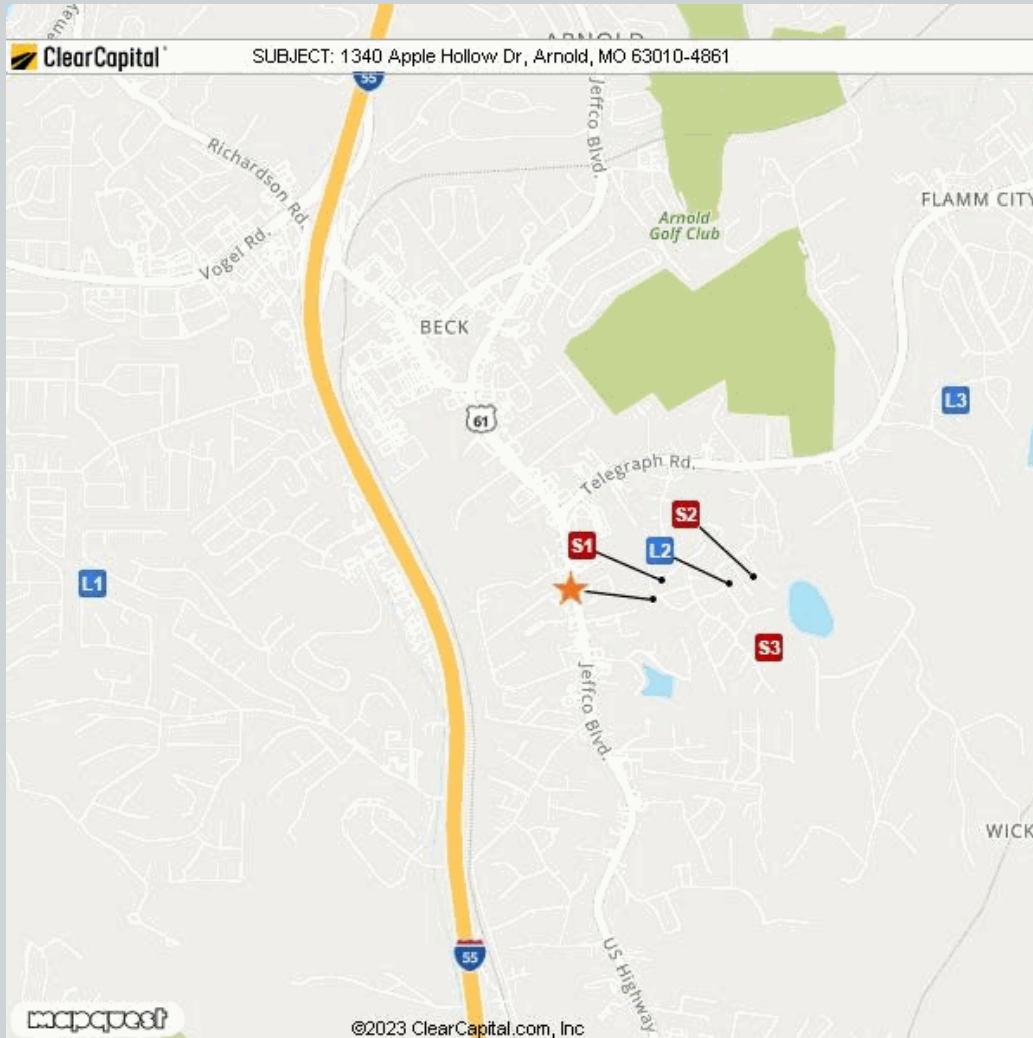 ARNOLD
ClearCapital
SUBJECT: 1340 Apple Hollow Dr, Arnold, MO 63010-4861
55
Jeffco Blvd.
Richardson Rd.
Vogel Rd.
FLAMM CITY
Arnold
Golf Club
BECK
61
L3
Telegraph Rd.
S2
S1
L2
L1
S3
Jeffco Blvd.
WICK
US Highway
55
mapquest
©2023 ClearCapital.com, Inc